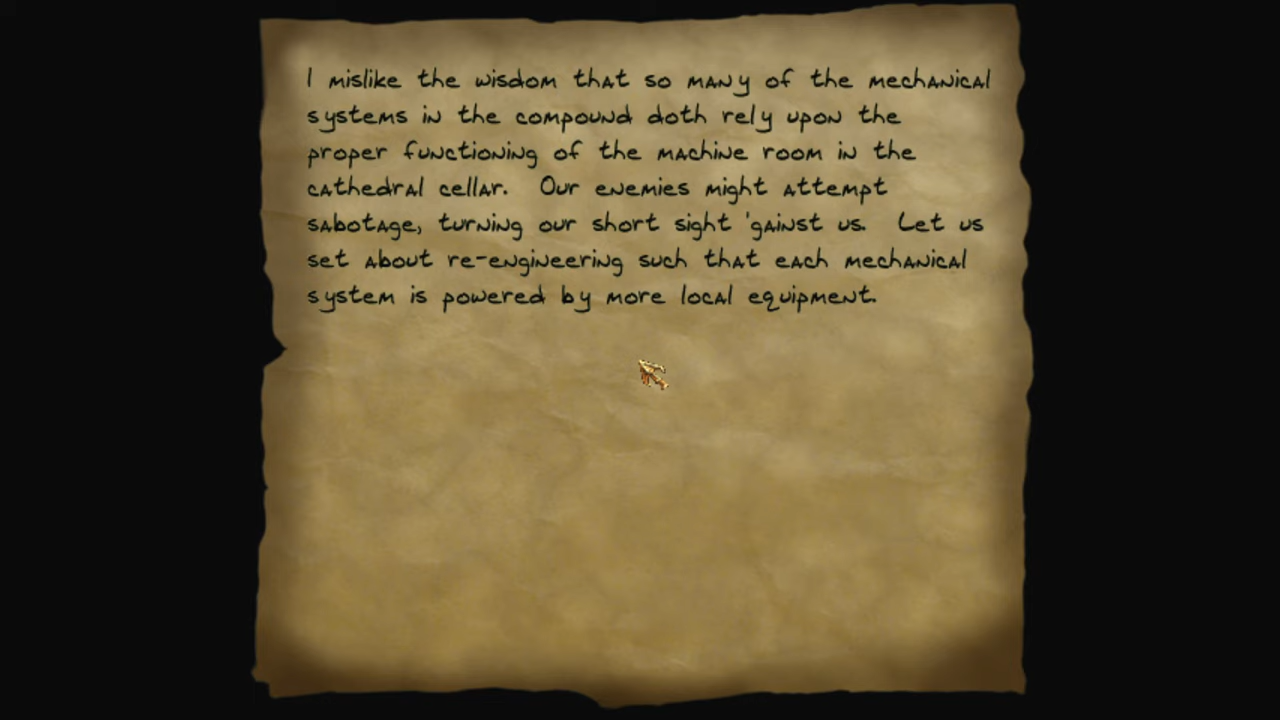 I mislike the wisdom that so many of the mechanical
systems in the compound doth rely upon the
proper functioning of the machine room in the
cathedral cellar.  Our enemies might attempt
sabotage, turning our short sight 'gainst us.  Let us
set about re-engineering such that each mechanical
system is powered by more local equipment.